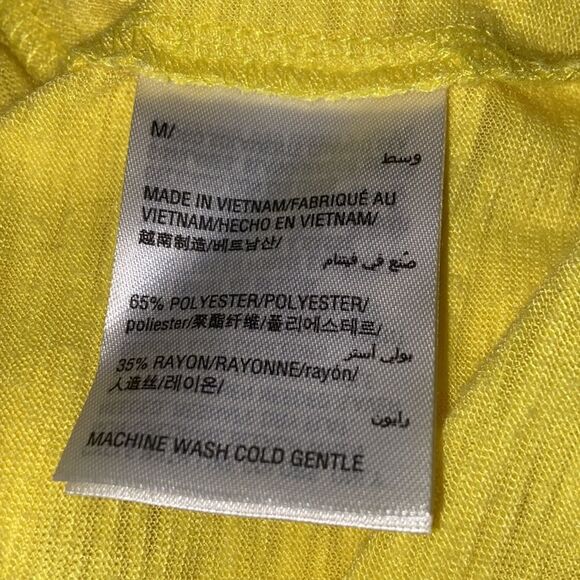 M/
وسط
MADE IN VIETNAM/FABRIQUÉ AU
VIETNAM/HECHO EN VIETNAM/
越南制造/베트남산/
صُنع في فيتنام
65% POLYESTER/POLYESTER/
poliester/聚酯纤维/폴리에스테르/
بولي أستر
35% RAYON/RAYONNE/rayón/
人造丝/레이온/
رايون
MACHINE WASH COLD GENTLE